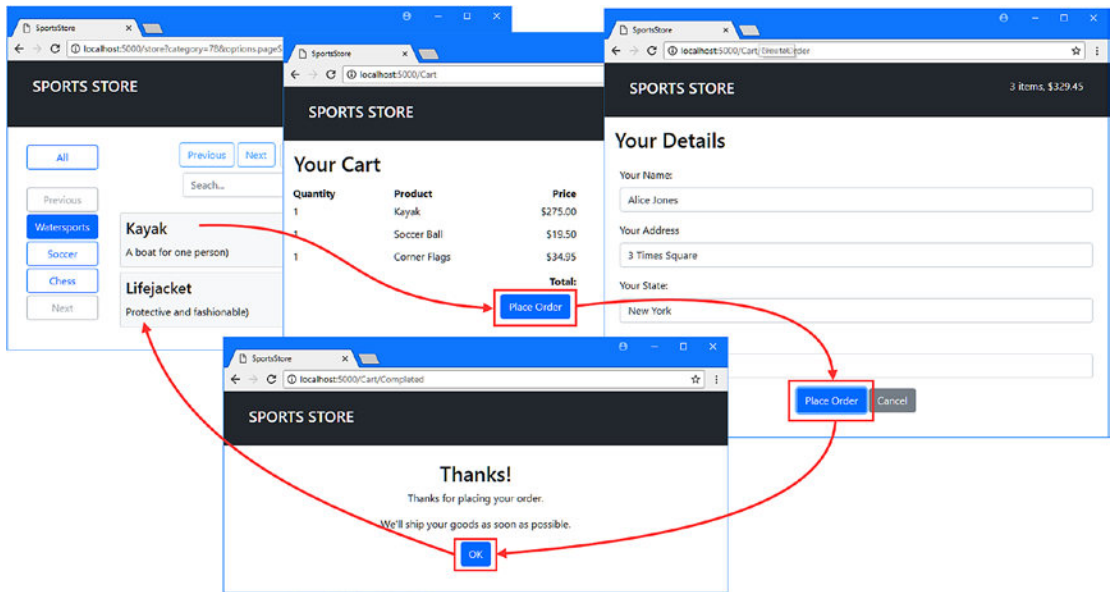 SportsStore
localhost:5000/store?category=78&options.pageS
SPORTS STORE
All
Previous
Next
Seach...
Previous
Watersports
Soccer
Chess
Next
Kayak
A boat for one person)
Lifejacket
Protective and fashionable)
SportsStore
localhost:5000/Cart
SPORTS STORE
Your Cart
Quantity Product Price
1 Kayak $275.00
1 Soccer Ball $19.50
1 Corner Flags $34.95
Total:
Place Order
SportsStore
localhost:5000/Cart/
SPORTS STORE
3 items, $329.45
Your Details
Your Name:
Alice Jones
Your Address
3 Times Square
Your State:
New York
Place Order Cancel
SportsStore
localhost:5000/Cart/Completed
SPORTS STORE
Thanks!
Thanks for placing your order.
We'll ship your goods as soon as possible.
OK